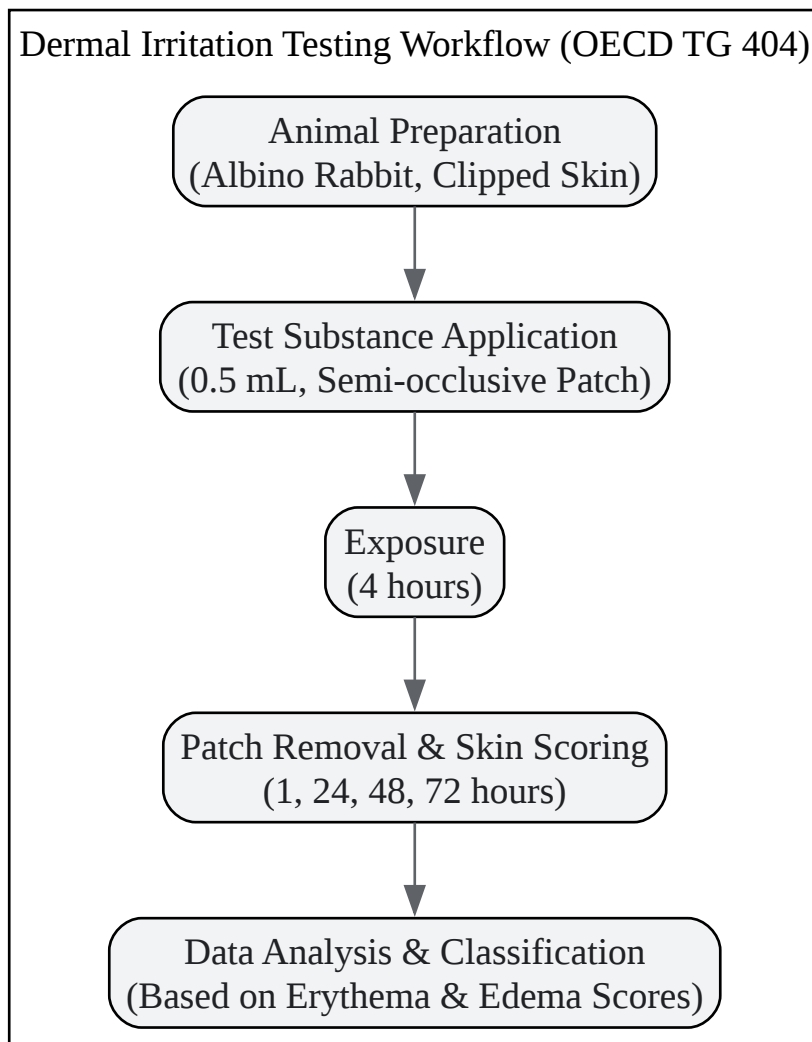 Dermal Irritation Testing Workflow (OECD TG 404)
Animal Preparation
(Albino Rabbit, Clipped Skin)
Test Substance Application
(0.5 mL, Semi-occlusive Patch)
Exposure
(4 hours)
Patch Removal & Skin Scoring
(1, 24, 48, 72 hours)
Data Analysis & Classification
(Based on Erythema & Edema Scores)